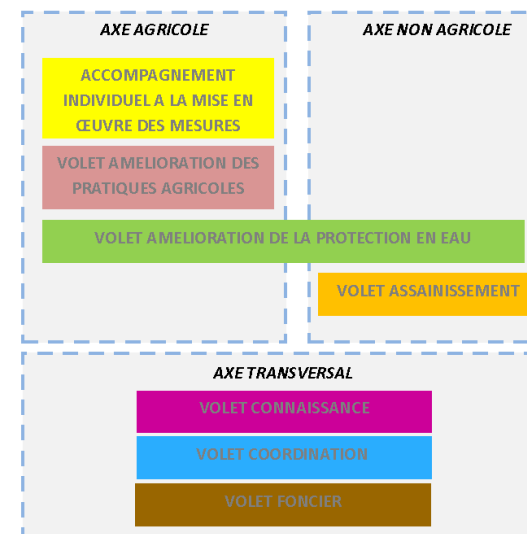 AXE AGRICOLE
AXE NON AGRICOLE
ACCOMPAGNEMENT
INDIVIDUEL A LA MISE EN
ŒUVRE DES MESURES
VOLET AMELIORATION DES
PRATIQUES AGRICOLES
VOLET AMELIORATION DE LA PROTECTION EN EAU
VOLET ASSAINISSEMENT
AXE TRANSVERSAL
VOLET CONNAISSANCE
VOLET COORDINATION
VOLET FONCIER